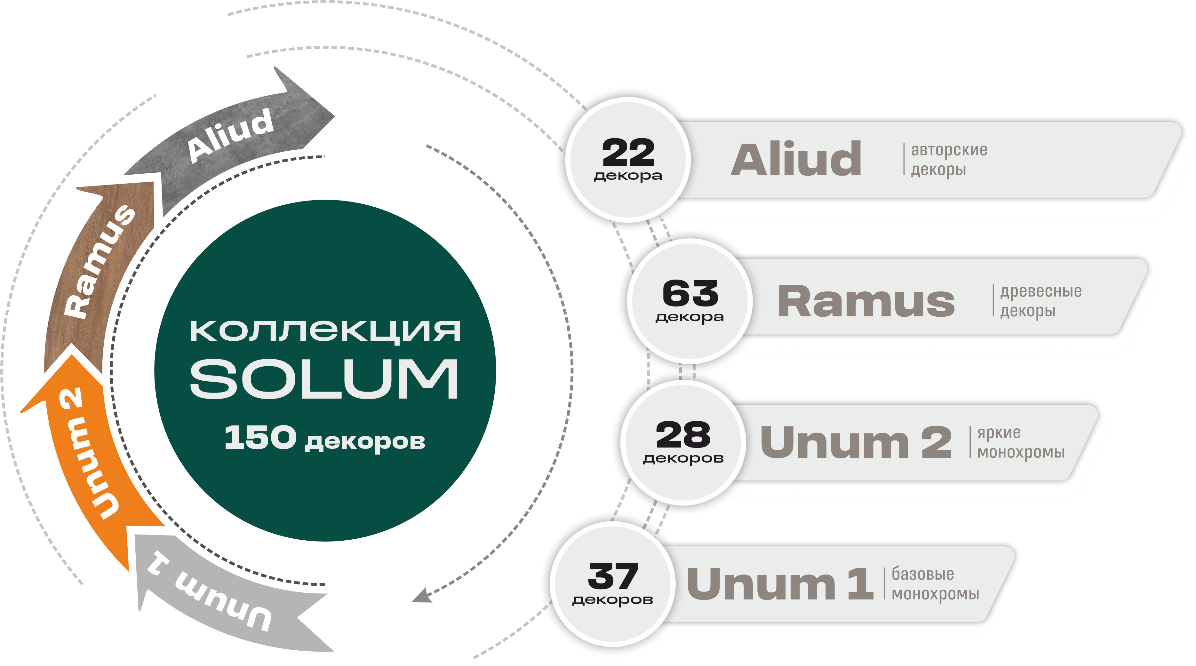 Aliud
Ramus
Unum 2
Unum 1
КОЛЛЕКЦИЯ
SOLUM
150 декоров
22
декора
Aliud
авторские
декоры
63
декора
Ramus
древесные
декоры
28
декоров
Unum 2
яркие
монохромы
37
декоров
Unum 1
базовые
монохромы